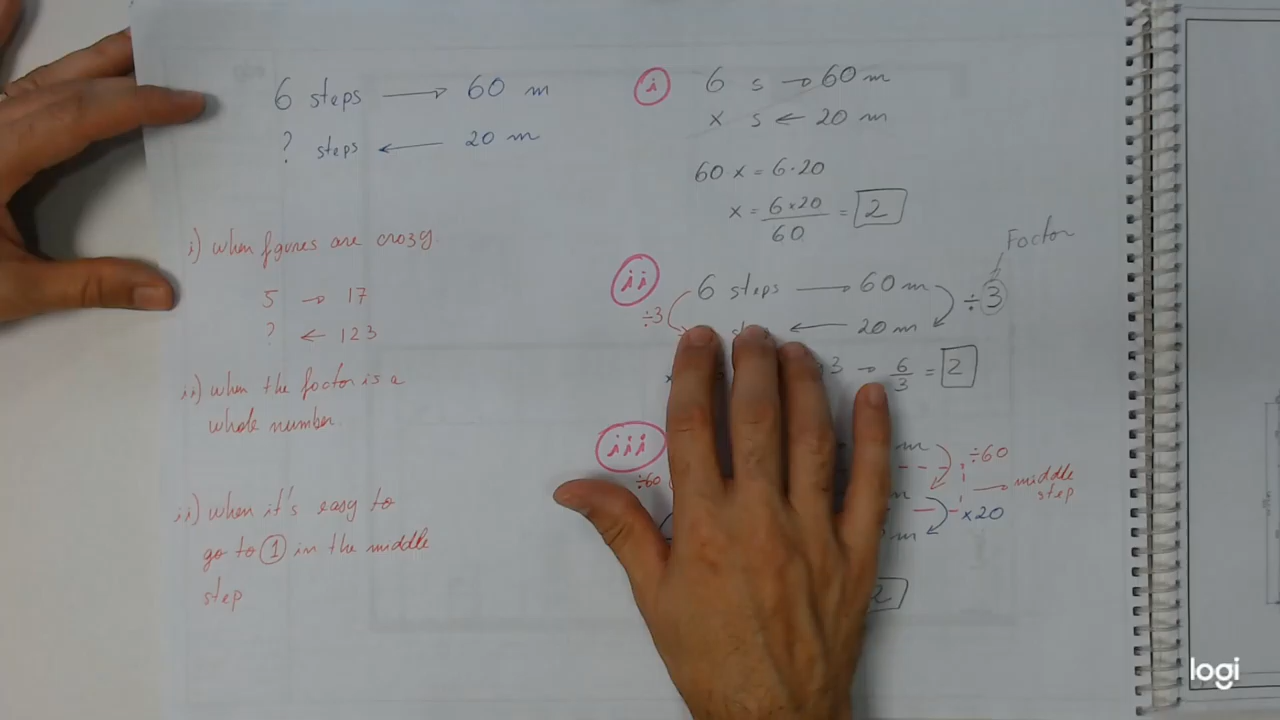 6 steps → 60 m
? steps ← 20 m
i) when figures are crazy.
5 → 17
? ← 123
ii) when the factor is a
whole number.
ii) when it's easy to
go to 1 in the middle
step
i
6 s → 60 m
x s ← 20 m
60 x = 6·20
x = 6×20 / 60 = 2
Factor
ii
6 steps → 60 m ÷ 3
÷3
← 20 m
3 → 6/3 = 2
iii
m ÷60
÷60
middle
step
m ×20
m
2
logi